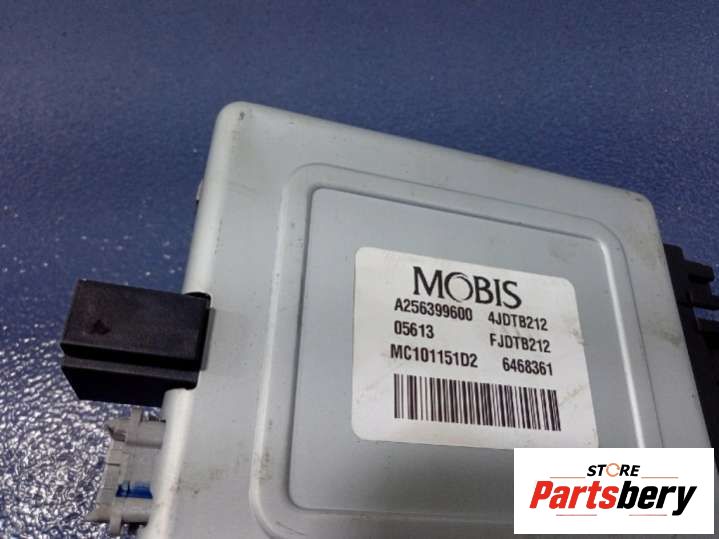 MOBIS
A256399600 4JDTB212
05613 FJDTB212
MC101151D2 6468361
STORE
Partsbery